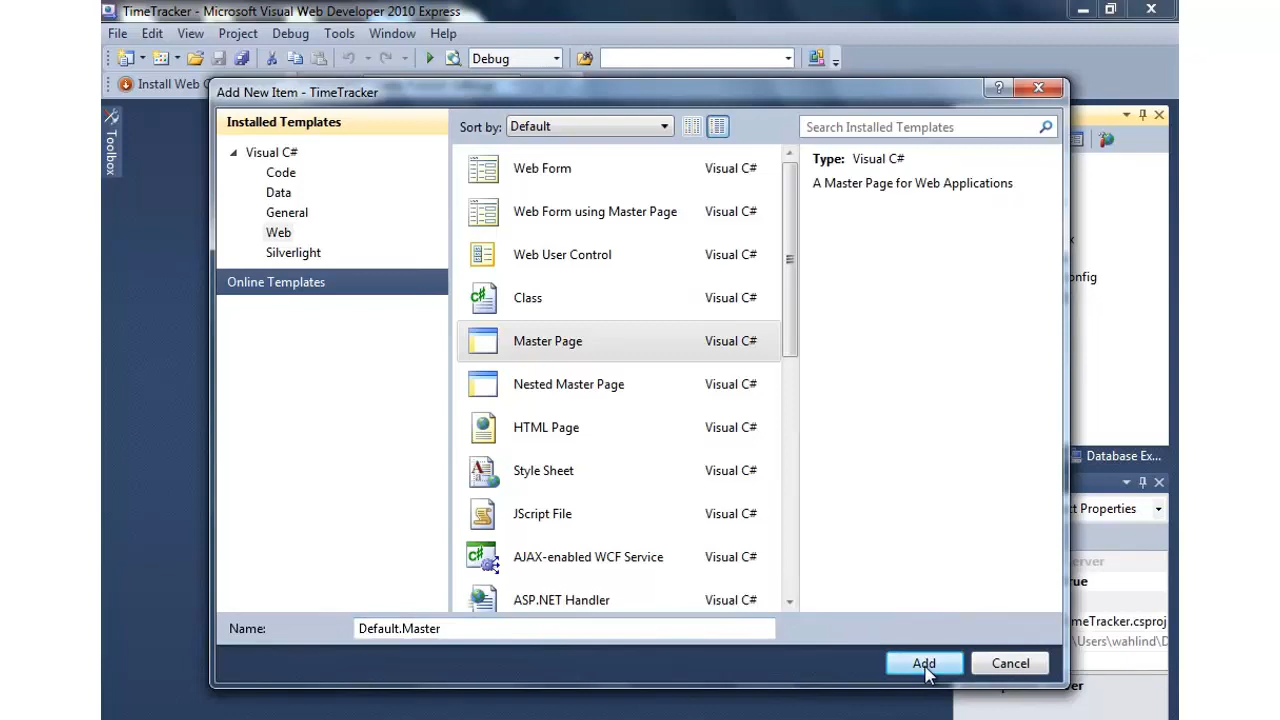 TimeTracker - Microsoft Visual Web Developer 2010 Express
File Edit View Project Debug Tools Window Help
Debug
Install Web C
Toolbox
Add New Item - TimeTracker
Installed Templates
Visual C#
Code
Data
General
Web
Silverlight
Online Templates
Sort by: Default
Search Installed Templates
Web Form Visual C#
Web Form using Master Page Visual C#
Web User Control Visual C#
Class Visual C#
Master Page Visual C#
Nested Master Page Visual C#
HTML Page Visual C#
Style Sheet Visual C#
JScript File Visual C#
AJAX-enabled WCF Service Visual C#
ASP.NET Handler Visual C#
Type: Visual C#
A Master Page for Web Applications
Name: Default.Master
Add Cancel
x
onfig
Database Ex...
ct Properties
erver
rue
meTracker.csproj
\Users\wahlind\D
ver